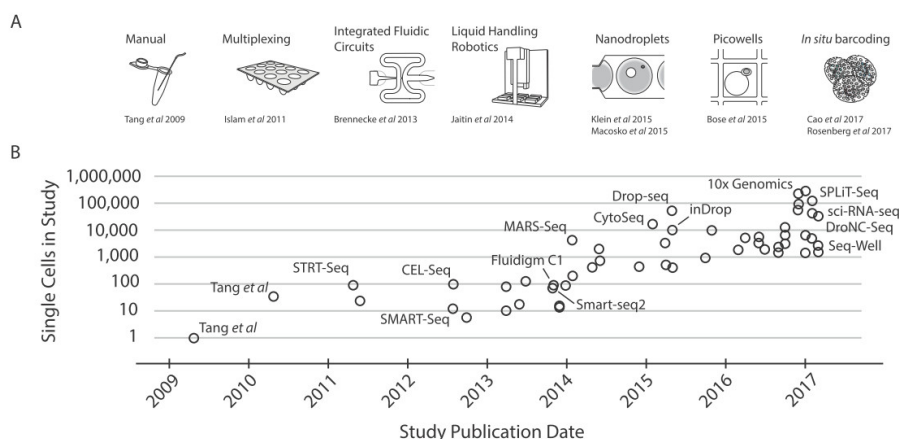 A
Manual
Multiplexing
Integrated Fluidic
Circuits
Liquid Handling
Robotics
Nanodroplets
Picowells
In situ barcoding
Tang et al 2009
Islam et al 2011
Brennecke et al 2013
Jaitin et al 2014
Klein et al 2015
Macosko et al 2015
Bose et al 2015
Cao et al 2017
Rosenberg et al 2017
B
Single Cells in Study
1,000,000
100,000
10,000
1,000
100
10
1
Tang et al
Tang et al
STRT-Seq
CEL-Seq
SMART-Seq
Fluidigm C1
Smart-seq2
MARS-Seq
CytoSeq
Drop-seq
inDrop
10x Genomics
SPLiT-Seq
sci-RNA-seq
DroNC-Seq
Seq-Well
2009
2010
2011
2012
2013
2014
2015
2016
2017
Study Publication Date